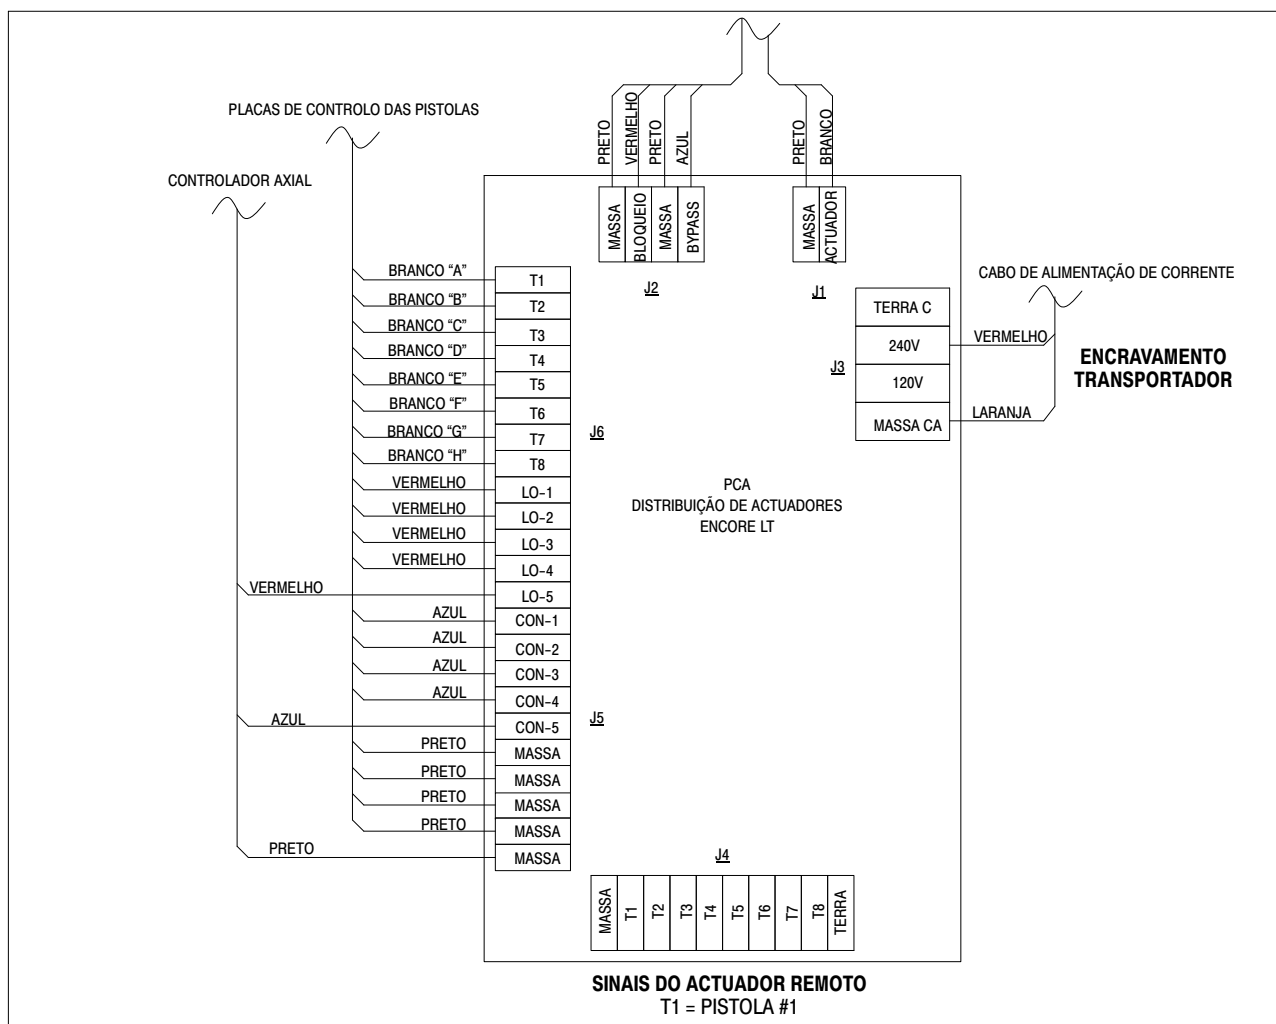 PLACAS DE CONTROLO DAS PISTOLAS
CONTROLADOR AXIAL
PRETO
VERMELHO
PRETO
AZUL
PRETO
BRANCO
MASSA
BLOQUEIO
MASSA
BYPASS
MASSA
ACTUADOR
J2
J1
CABO DE ALIMENTAÇÃO DE CORRENTE
TERRA C
240V
120V
MASSA CA
J3
VERMELHO
LARANJA
ENCRAVAMENTO
TRANSPORTADOR
BRANCO “A” T1
BRANCO “B” T2
BRANCO “C” T3
BRANCO “D” T4
BRANCO “E” T5
BRANCO “F” T6
BRANCO “G” T7
BRANCO “H” T8
J6
VERMELHO LO-1
VERMELHO LO-2
VERMELHO LO-3
VERMELHO LO-4
VERMELHO LO-5
AZUL CON-1
AZUL CON-2
AZUL CON-3
AZUL CON-4
AZUL CON-5
J5
PRETO MASSA
PRETO MASSA
PRETO MASSA
PRETO MASSA
PRETO MASSA
PCA
DISTRIBUIÇÃO DE ACTUADORES
ENCORE LT
J4
MASSA
T1
T2
T3
T4
T5
T6
T7
T8
TERRA
SINAIS DO ACTUADOR REMOTO
T1 = PISTOLA #1